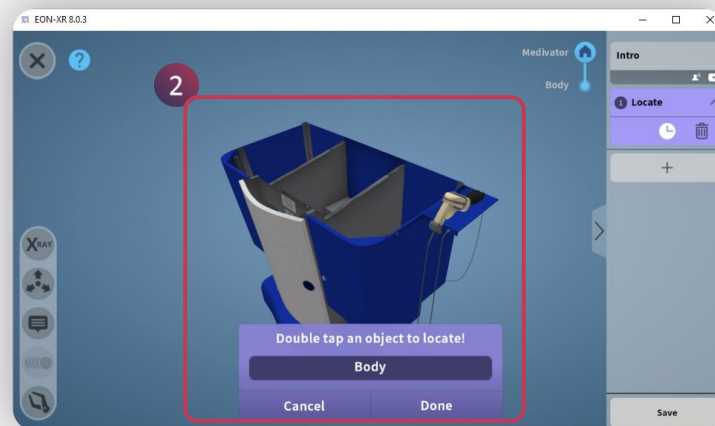 EON-XR 8.0.3
?
2
Medivator
Body
Intro
1 Locate
+
XRAY
Double tap an object to locate!
Body
Cancel
Done
Save